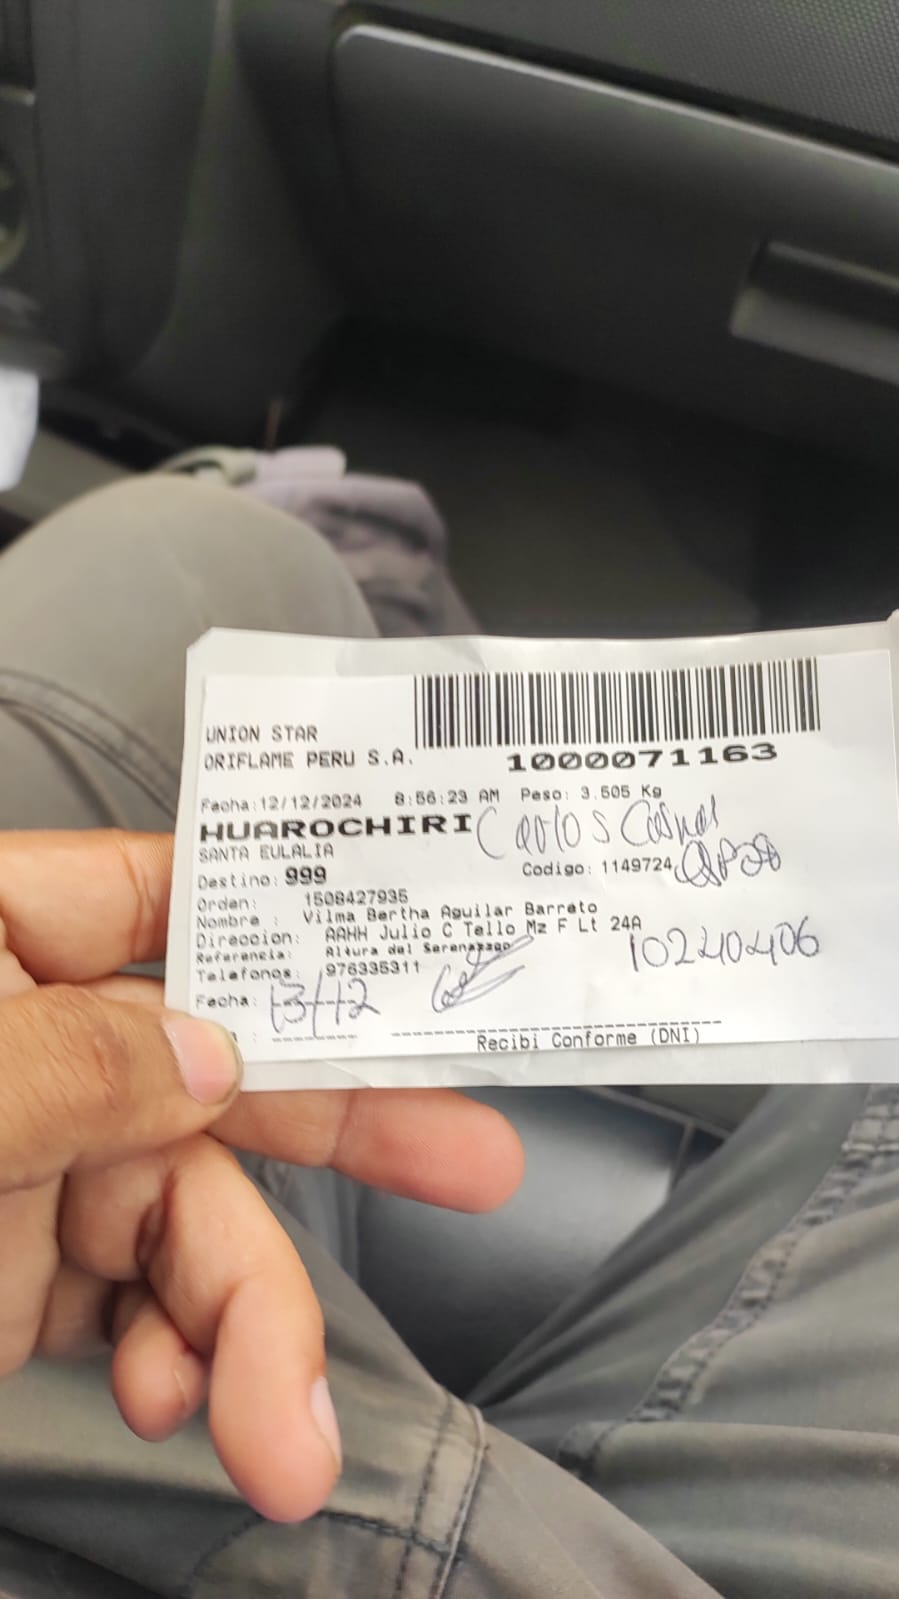 UNION STAR
ORIFLAME PERU S.A.
1000071163
Fecha:12/12/2024 8:56:23 AM Peso: 3.505 Kg
HUAROCHIRI Carlos
SANTA EULALIA
Codigo: 1149724
Destino: 999
Orden: 1508427935
Nombre : Vilma Bertha Aguilar Barreto
Direccion: AAHH Julio C Tello Mz F Lt 24A
Referencia: Altura del Serenazgo
Telefonos: 976335311
10240406
Fecha: 13/12
Recibi Conforme (DNI)